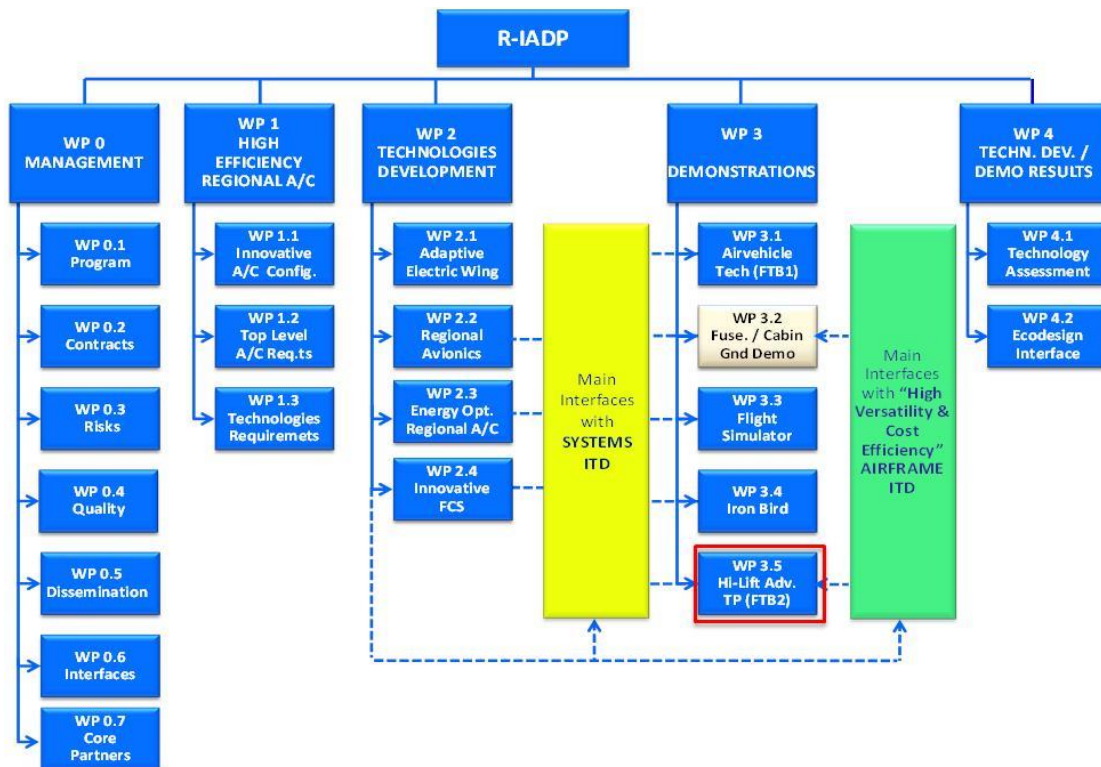 R-IADP
WP 0
MANAGEMENT
WP 1
HIGH
EFFICIENCY
REGIONAL A/C
WP 2
TECHNOLOGIES
DEVELOPMENT
WP 3
DEMONSTRATIONS
WP 4
TECHN. DEV. /
DEMO RESULTS
WP 0.1
Program
WP 0.2
Contracts
WP 0.3
Risks
WP 0.4
Quality
WP 0.5
Dissemination
WP 0.6
Interfaces
WP 0.7
Core
Partners
WP 1.1
Innovative
A/C Config.
WP 1.2
Top Level
A/C Req.ts
WP 1.3
Technologies
Requiremets
WP 2.1
Adaptive
Electric Wing
WP 2.2
Regional
Avionics
WP 2.3
Energy Opt.
Regional A/C
WP 2.4
Innovative
FCS
Main
Interfaces
with
SYSTEMS
ITD
WP 3.1
Airvehicle
Tech (FTB1)
WP 3.2
Fuse. / Cabin
Gnd Demo
WP 3.3
Flight
Simulator
WP 3.4
Iron Bird
WP 3.5
Hi-Lift Adv.
TP (FTB2)
Main
Interfaces
with “High
Versatility &
Cost
Efficiency”
AIRFRAME
ITD
WP 4.1
Technology
Assessment
WP 4.2
Ecodesign
Interface